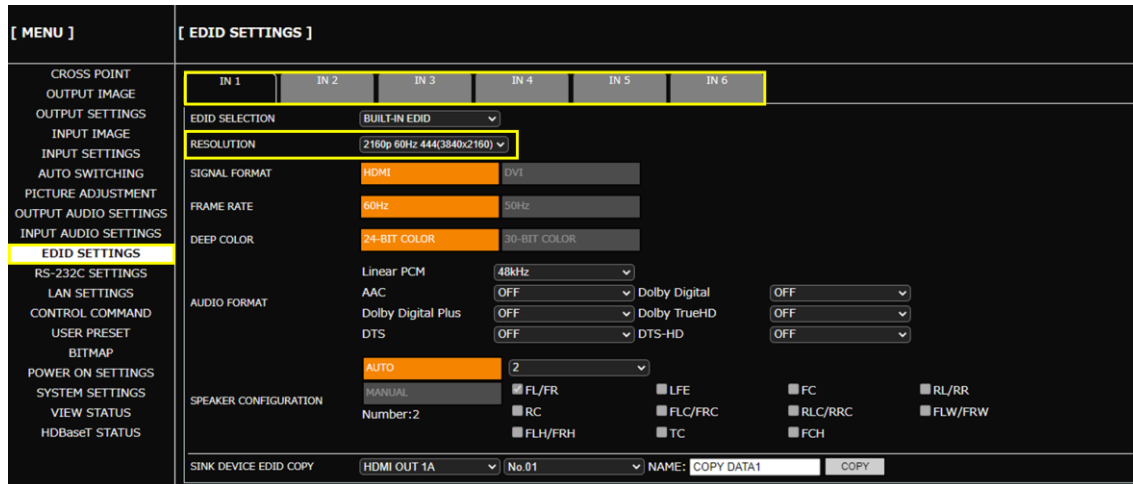 [ MENU ]
[ EDID SETTINGS ]
CROSS POINT
OUTPUT IMAGE
OUTPUT SETTINGS
INPUT IMAGE
INPUT SETTINGS
AUTO SWITCHING
PICTURE ADJUSTMENT
OUTPUT AUDIO SETTINGS
INPUT AUDIO SETTINGS
EDID SETTINGS
RS-232C SETTINGS
LAN SETTINGS
CONTROL COMMAND
USER PRESET
BITMAP
POWER ON SETTINGS
SYSTEM SETTINGS
VIEW STATUS
HDBaseT STATUS
IN 1 IN 2 IN 3 IN 4 IN 5 IN 6
EDID SELECTION BUILT-IN EDID
RESOLUTION 2160p 60Hz 444(3840x2160)
SIGNAL FORMAT HDMI DVI
FRAME RATE 60Hz 50Hz
DEEP COLOR 24-BIT COLOR 30-BIT COLOR
AUDIO FORMAT
Linear PCM 48kHz
AAC OFF Dolby Digital OFF
Dolby Digital Plus OFF Dolby TrueHD OFF
DTS OFF DTS-HD OFF
SPEAKER CONFIGURATION
AUTO 2
MANUAL FL/FR LFE FC RL/RR
Number:2 RC FLC/FRC RLC/RRC FLW/FRW
FLH/FRH TC FCH
SINK DEVICE EDID COPY HDMI OUT 1A No.01 NAME: COPY DATA1 COPY